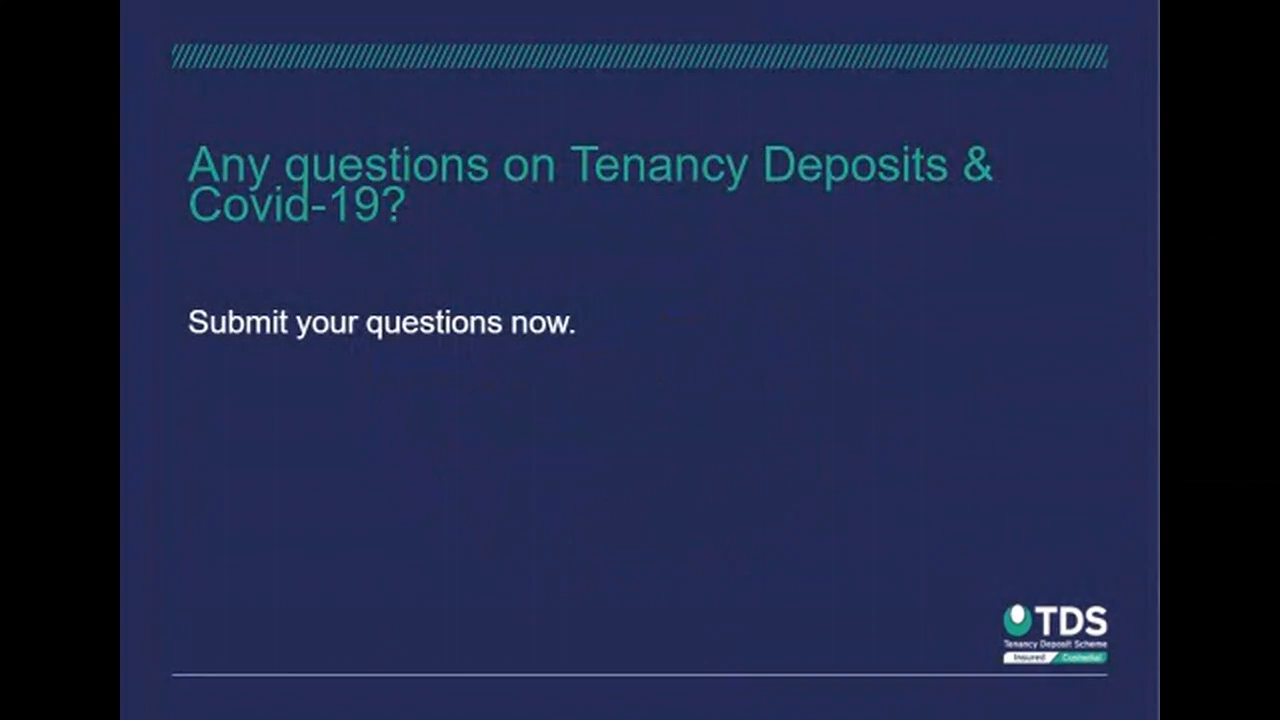 Any questions on Tenancy Deposits &
Covid-19?
Submit your questions now.
TDS
Tenancy Deposit Scheme
Insured Custodial